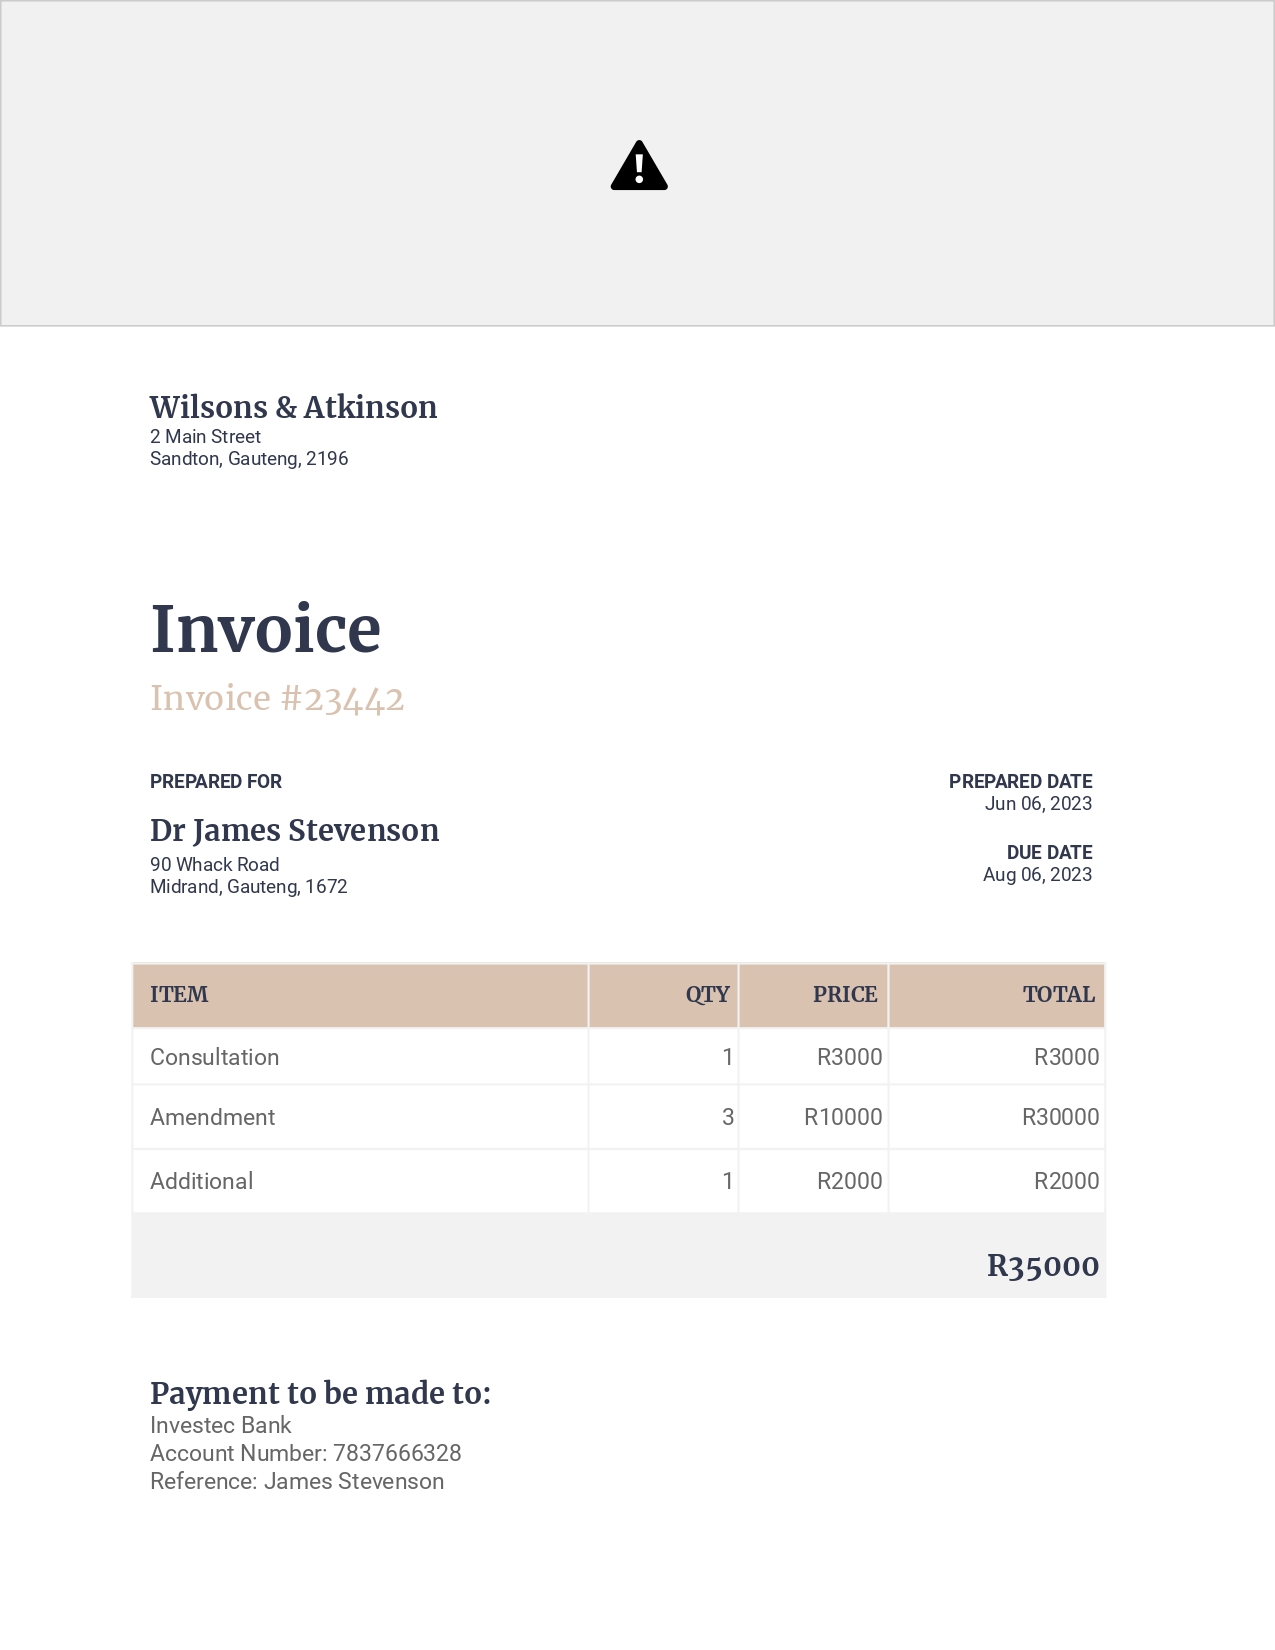 Wilsons & Atkinson
2 Main Street
Sandton, Gauteng, 2196
Invoice
Invoice #23442
PREPARED FOR
Dr James Stevenson
90 Whack Road
Midrand, Gauteng, 1672
PREPARED DATE
Jun 06, 2023
DUE DATE
Aug 06, 2023
ITEM QTY PRICE TOTAL
Consultation 1 R3000 R3000
Amendment 3 R10000 R30000
Additional 1 R2000 R2000
R35000
Payment to be made to:
Investec Bank
Account Number: 7837666328
Reference: James Stevenson